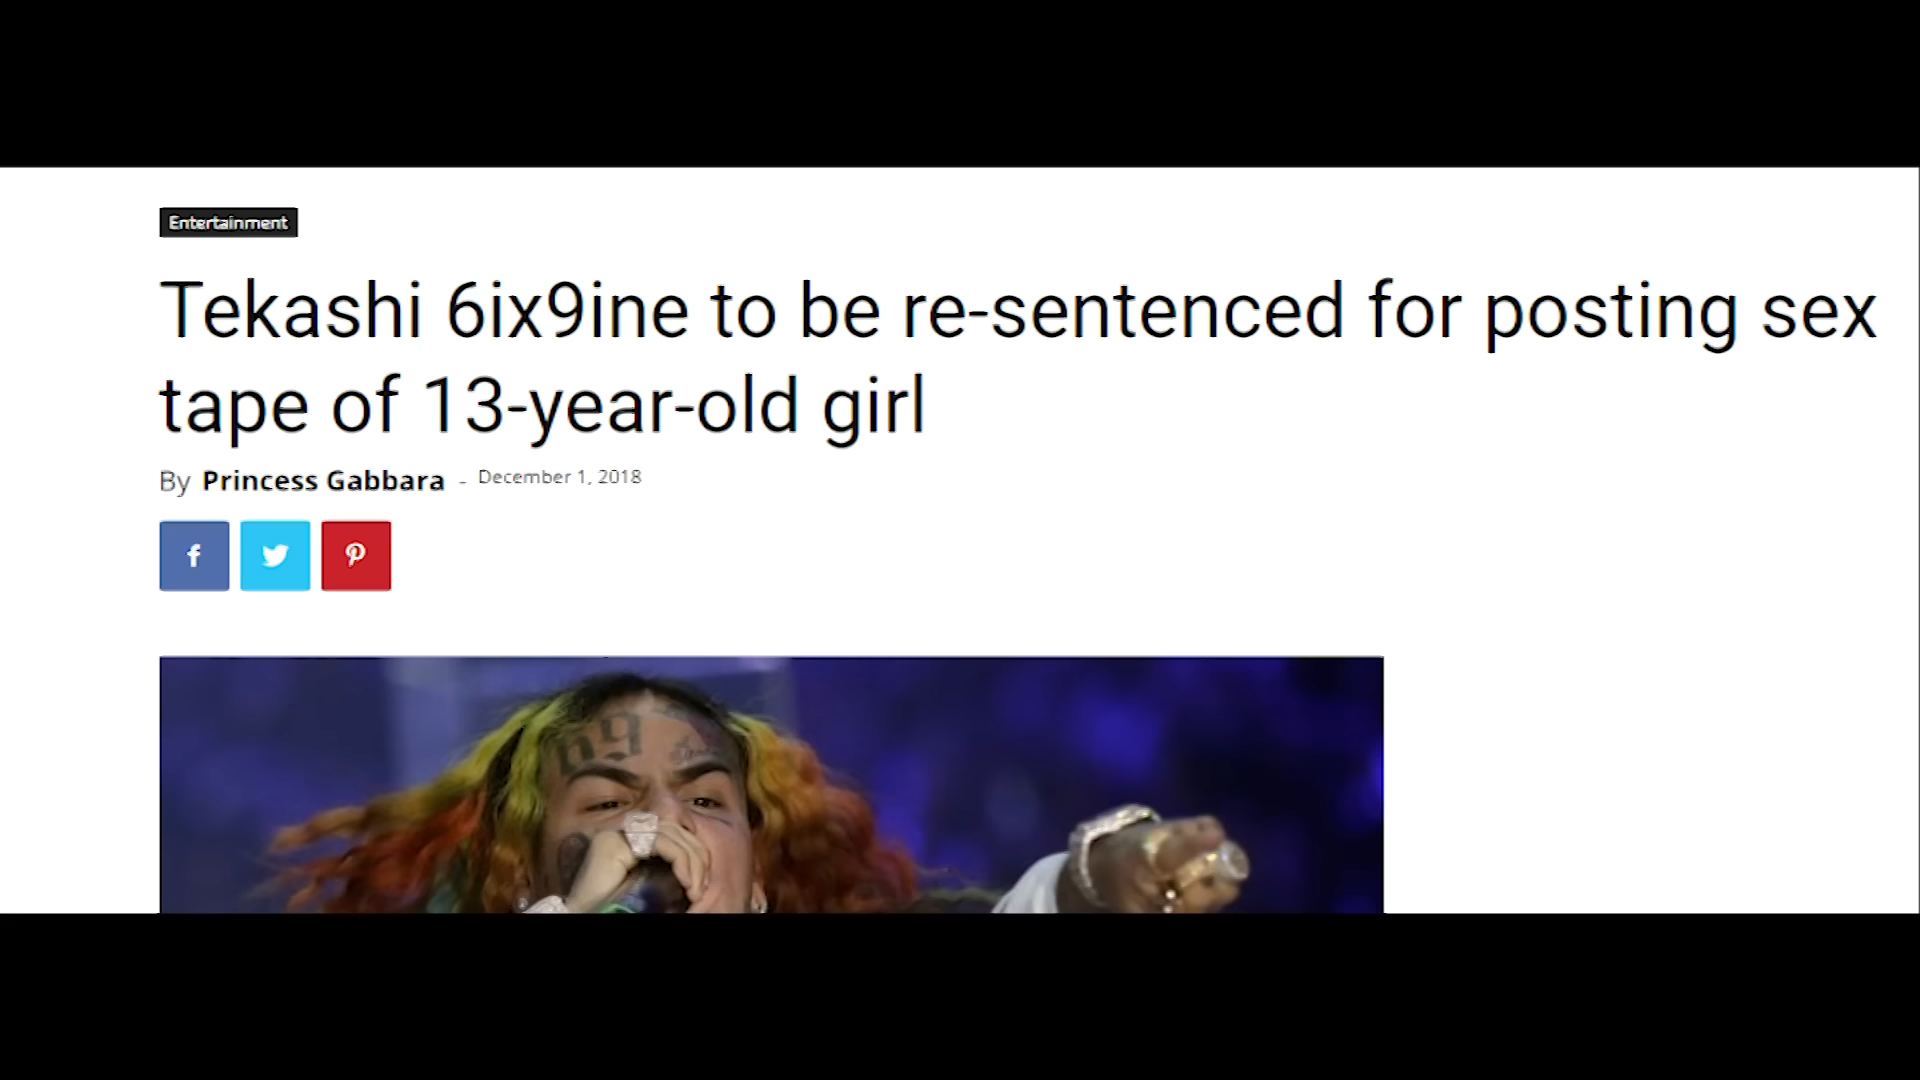 Entertainment
Tekashi 6ix9ine to be re-sentenced for posting sex
tape of 13-year-old girl
By Princess Gabbara - December 1, 2018
69